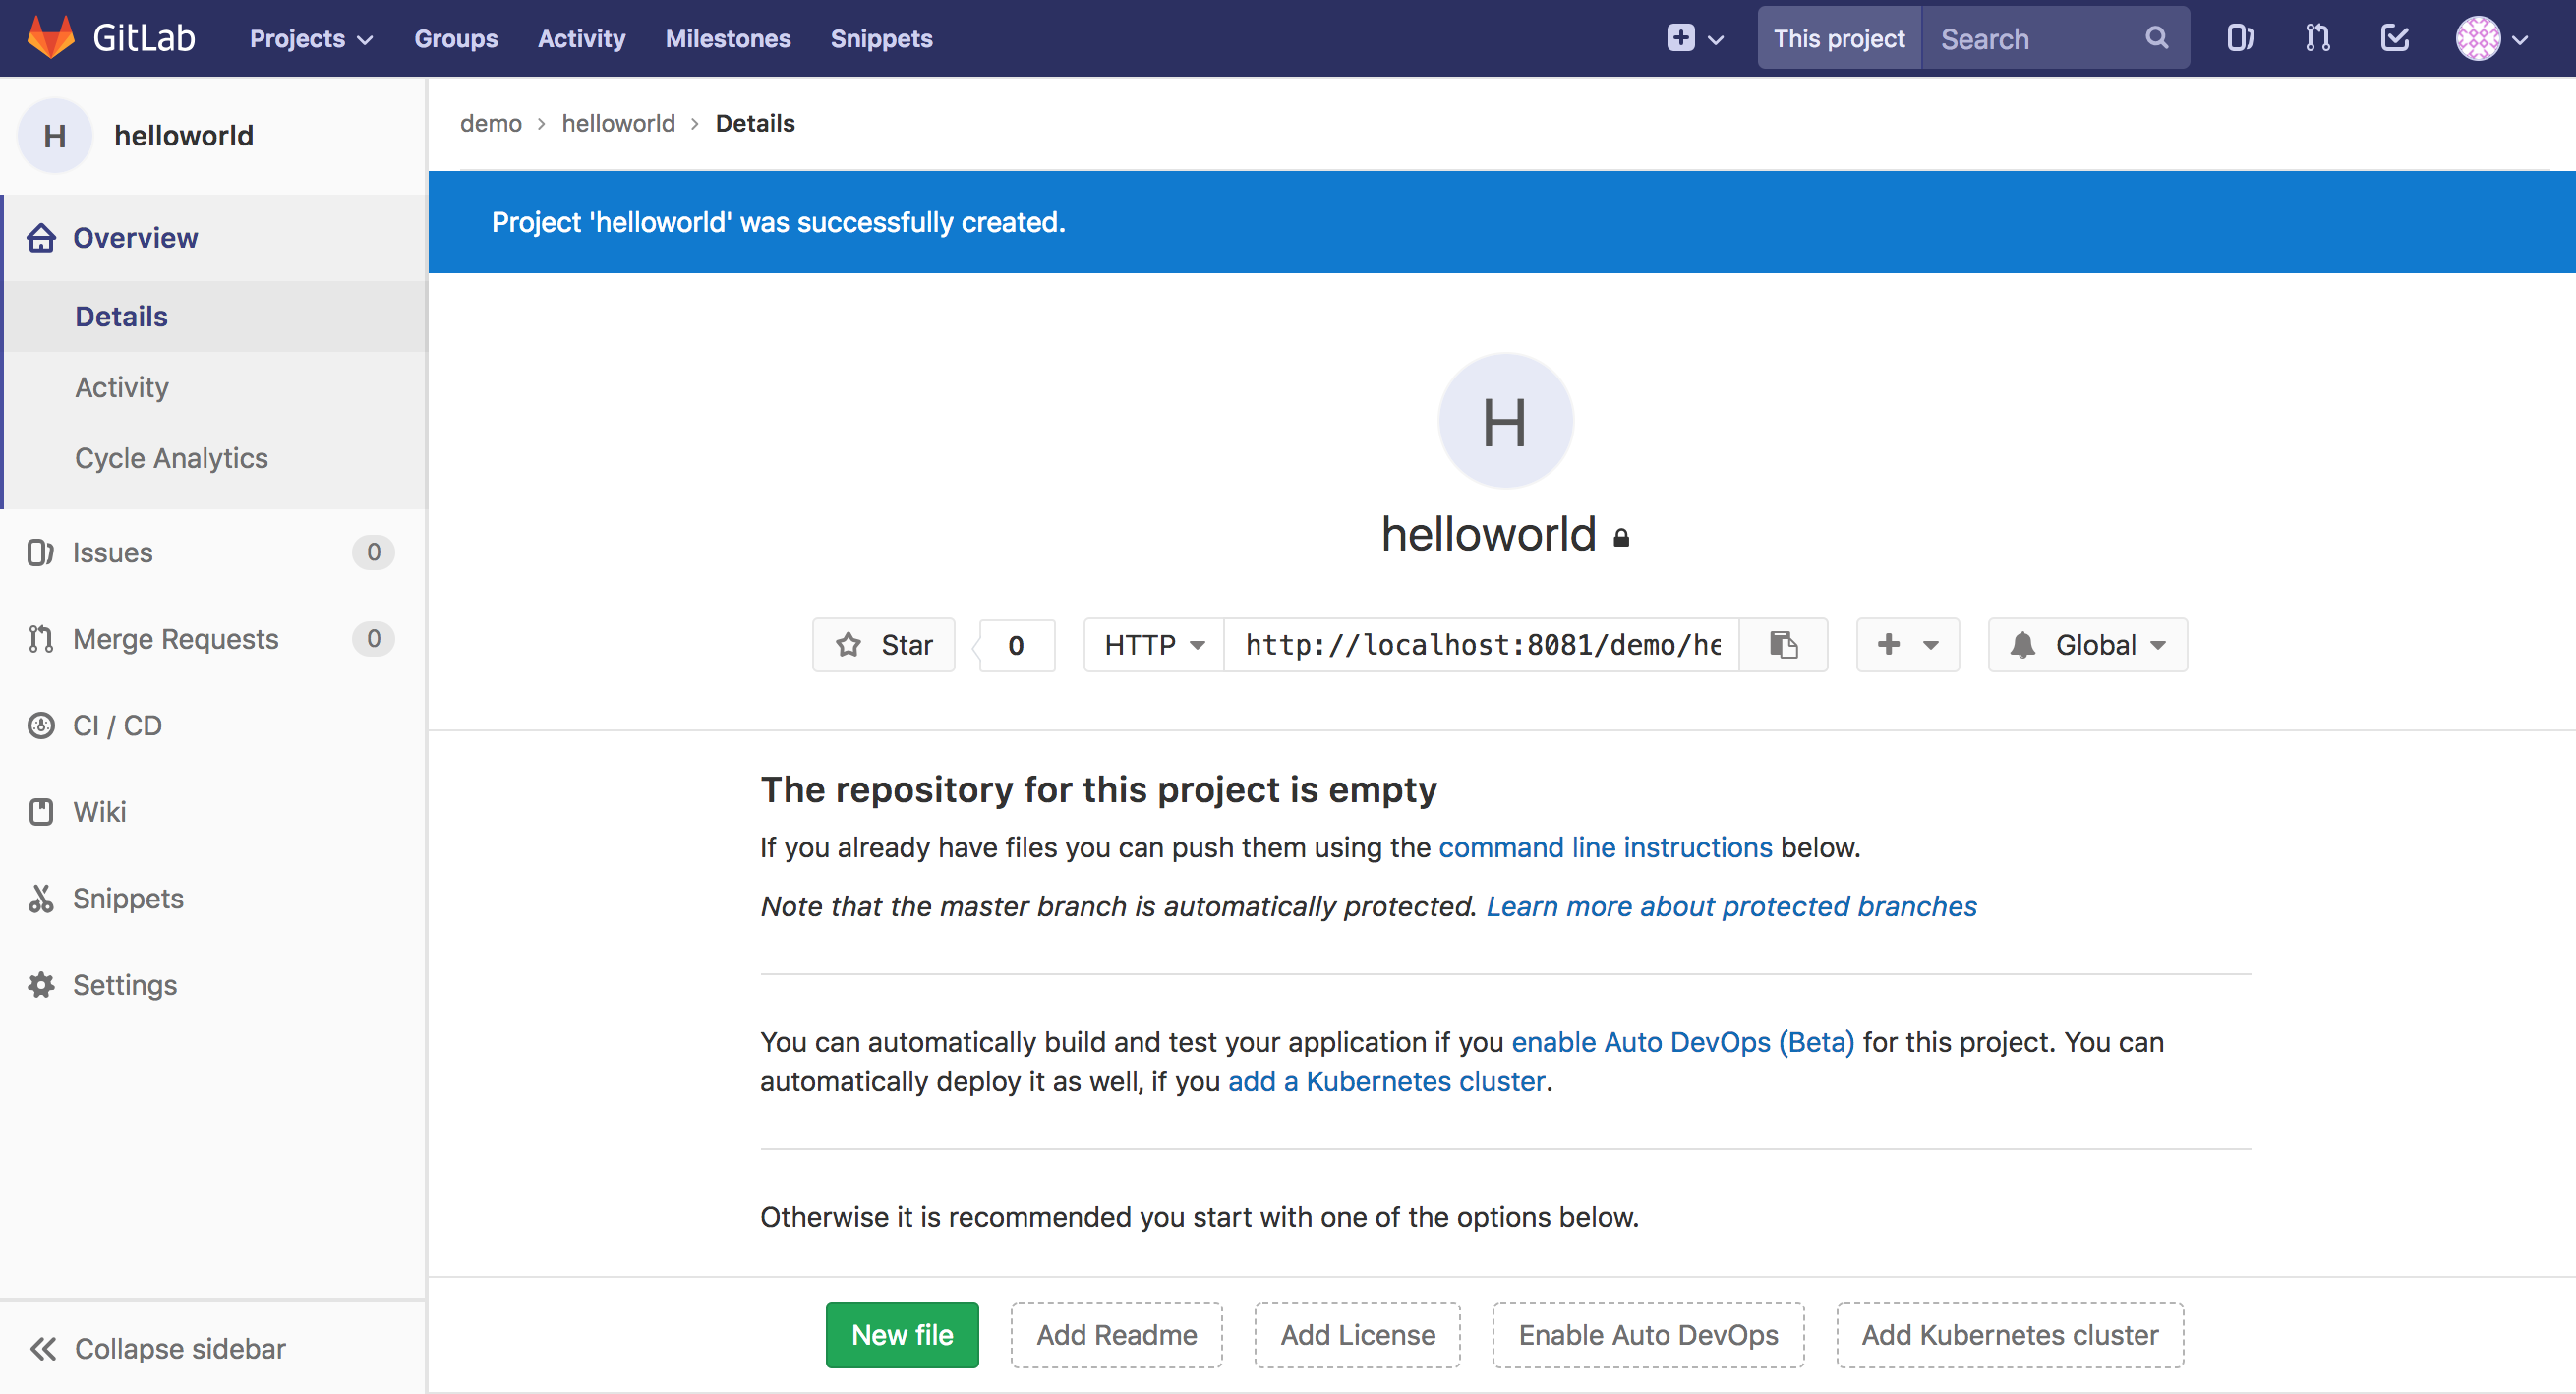 GitLab Projects Groups Activity Milestones Snippets This project Search
H helloworld
Overview
Details
Activity
Cycle Analytics
Issues 0
Merge Requests 0
CI / CD
Wiki
Snippets
Settings
Collapse sidebar
demo › helloworld › Details
Project 'helloworld' was successfully created.
H
helloworld
Star 0 HTTP http://localhost:8081/demo/he Global
The repository for this project is empty
If you already have files you can push them using the command line instructions below.
Note that the master branch is automatically protected. Learn more about protected branches
You can automatically build and test your application if you enable Auto DevOps (Beta) for this project. You can
automatically deploy it as well, if you add a Kubernetes cluster.
Otherwise it is recommended you start with one of the options below.
New file Add Readme Add License Enable Auto DevOps Add Kubernetes cluster